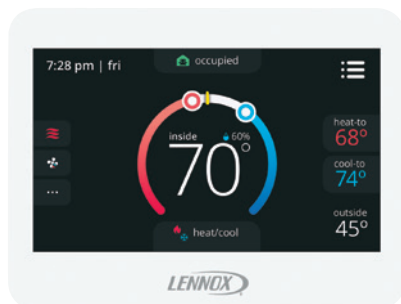 7:28 pm | fri
occupied
inside
60%
70°
heat-to
68°
cool-to
74°
outside
45°
heat/cool
LENNOX